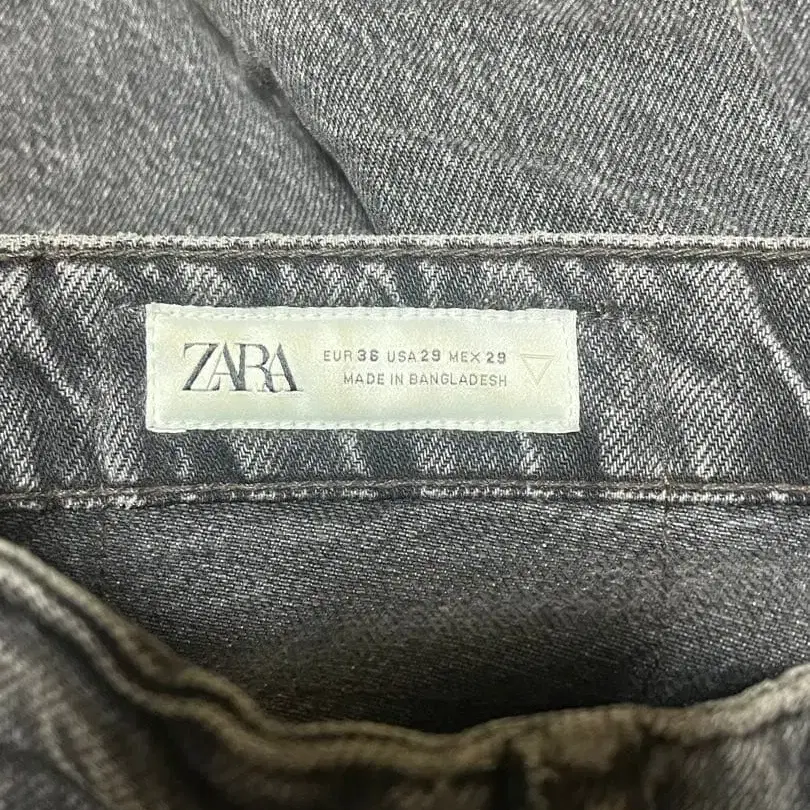 ZARA
EUR 36 USA 29 MEX 29
MADE IN BANGLADESH